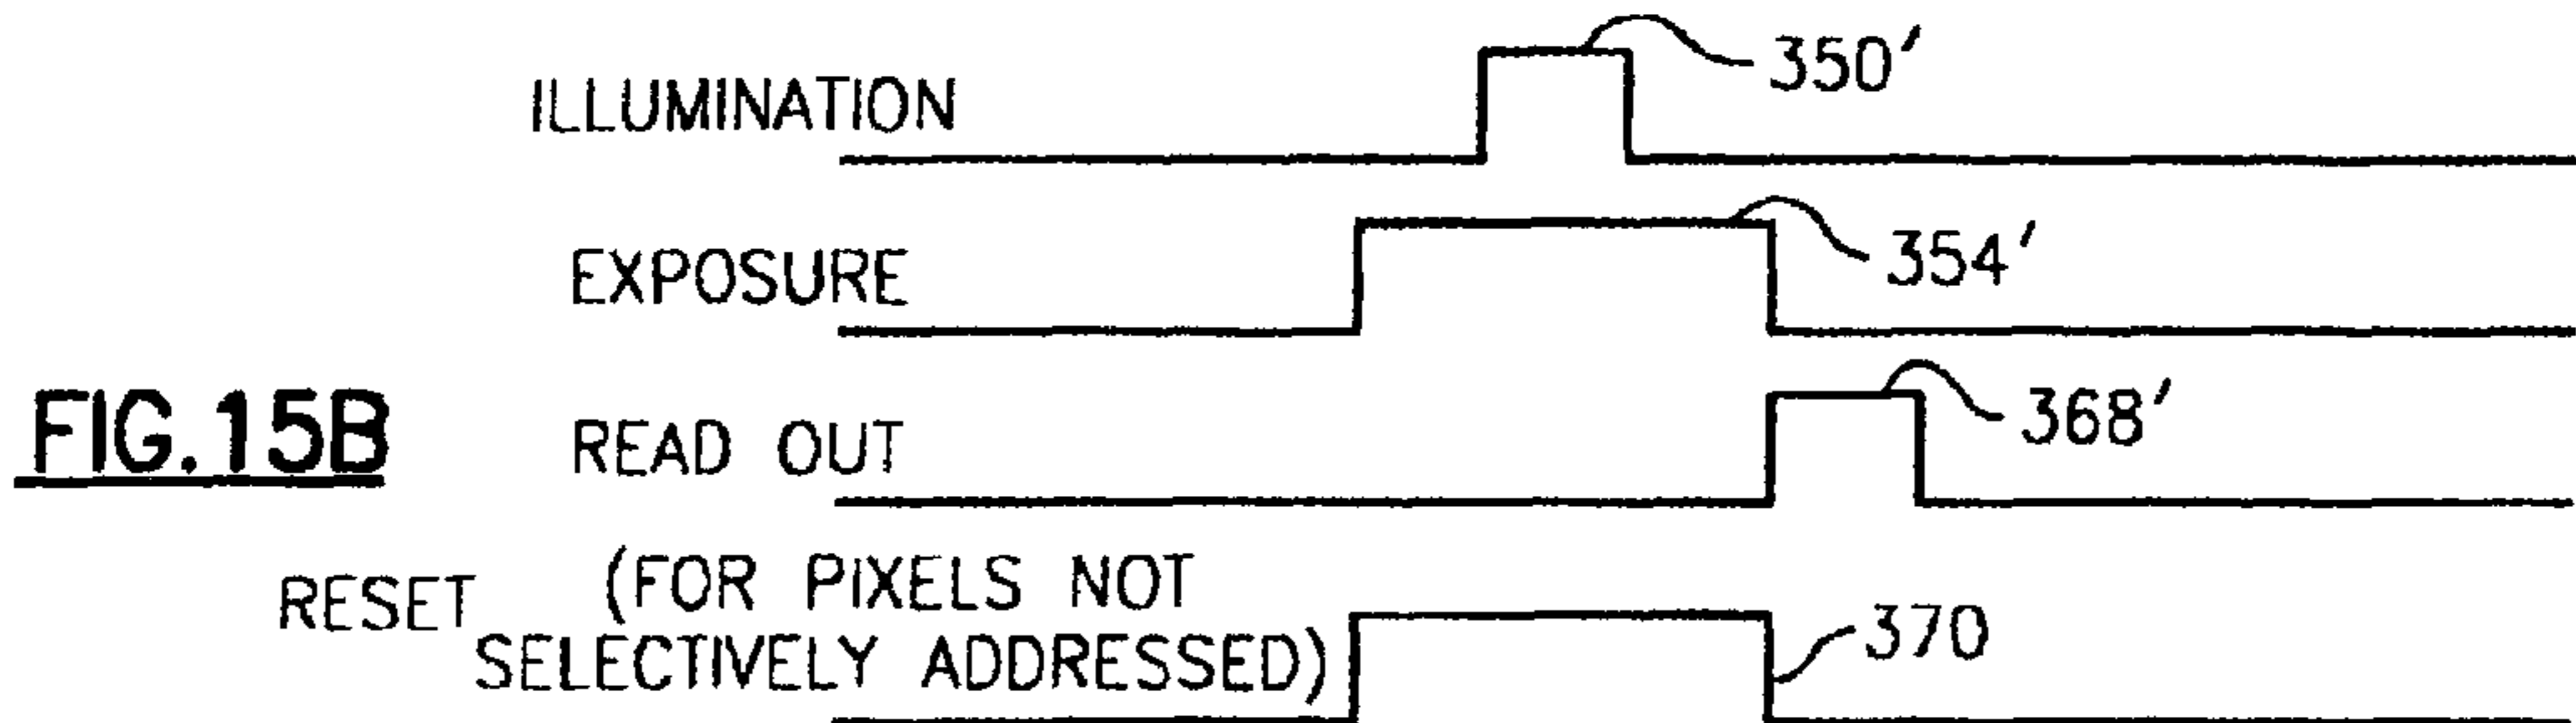 ILLUMINATION
350′
EXPOSURE
354′
FIG.15B
READ OUT
368′
RESET (FOR PIXELS NOT
SELECTIVELY ADDRESSED)
370